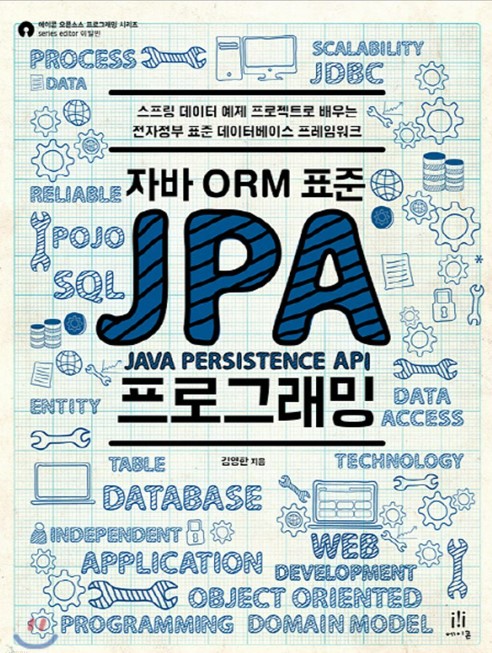 에이콘 오픈소스 프로그래밍 시리즈
series editor 이일민
PROCESS
SCALABILITY
JDBC
DATA
스프링 데이터 예제 프로젝트로 배우는
전자정부 표준 데이터베이스 프레임워크
자바 ORM 표준
RELIABLE
JPA
POJO
SQL
JAVA PERSISTENCE API
프로그래밍
ENTITY
DATA
ACCESS
김영한 지음
TABLE
TECHNOLOGY
DATABASE
INDEPENDENT
WEB
APPLICATION
DEVELOPMENT
OBJECT ORIENTED
PROGRAMMING DOMAIN MODEL
에이콘